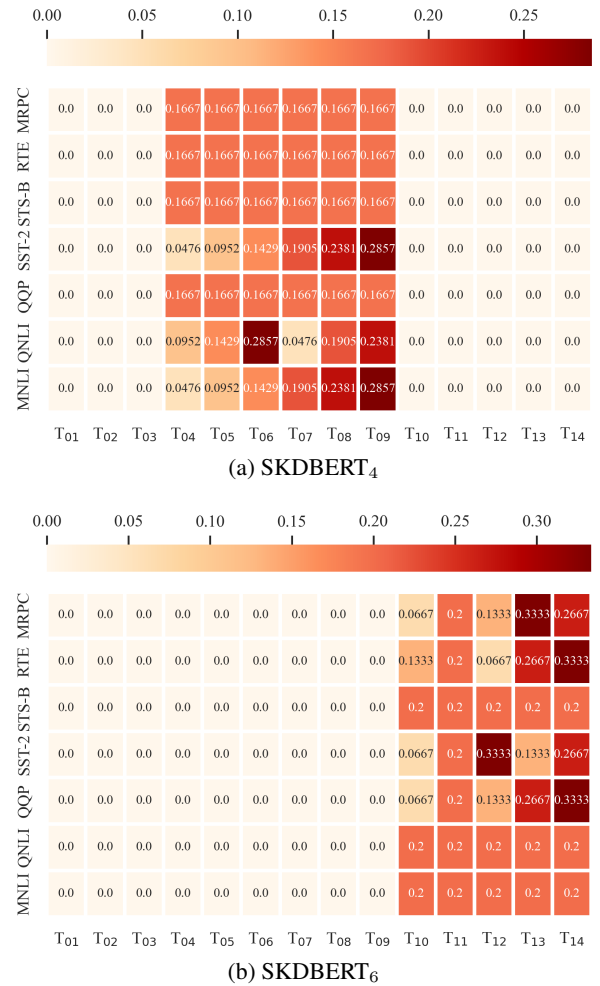 0.00 0.05 0.10 0.15 0.20 0.25
MRPC 0.0 0.0 0.0 0.1667 0.1667 0.1667 0.1667 0.1667 0.1667 0.0 0.0 0.0 0.0 0.0
RTE 0.0 0.0 0.0 0.1667 0.1667 0.1667 0.1667 0.1667 0.1667 0.0 0.0 0.0 0.0 0.0
STS-B 0.0 0.0 0.0 0.1667 0.1667 0.1667 0.1667 0.1667 0.1667 0.0 0.0 0.0 0.0 0.0
SST-2 0.0 0.0 0.0 0.0476 0.0952 0.1429 0.1905 0.2381 0.2857 0.0 0.0 0.0 0.0 0.0
QQP 0.0 0.0 0.0 0.1667 0.1667 0.1667 0.1667 0.1667 0.1667 0.0 0.0 0.0 0.0 0.0
QNLI 0.0 0.0 0.0 0.0952 0.1429 0.2857 0.0476 0.1905 0.2381 0.0 0.0 0.0 0.0 0.0
MNLI 0.0 0.0 0.0 0.0476 0.0952 0.1429 0.1905 0.2381 0.2857 0.0 0.0 0.0 0.0 0.0
T₀₁ T₀₂ T₀₃ T₀₄ T₀₅ T₀₆ T₀₇ T₀₈ T₀₉ T₁₀ T₁₁ T₁₂ T₁₃ T₁₄
(a) SKDBERT₄
0.00 0.05 0.10 0.15 0.20 0.25 0.30
MRPC 0.0 0.0 0.0 0.0 0.0 0.0 0.0 0.0 0.0 0.0667 0.2 0.1333 0.3333 0.2667
RTE 0.0 0.0 0.0 0.0 0.0 0.0 0.0 0.0 0.0 0.1333 0.2 0.0667 0.2667 0.3333
STS-B 0.0 0.0 0.0 0.0 0.0 0.0 0.0 0.0 0.0 0.2 0.2 0.2 0.2 0.2
SST-2 0.0 0.0 0.0 0.0 0.0 0.0 0.0 0.0 0.0 0.0667 0.2 0.3333 0.1333 0.2667
QQP 0.0 0.0 0.0 0.0 0.0 0.0 0.0 0.0 0.0 0.0667 0.2 0.1333 0.2667 0.3333
QNLI 0.0 0.0 0.0 0.0 0.0 0.0 0.0 0.0 0.0 0.2 0.2 0.2 0.2 0.2
MNLI 0.0 0.0 0.0 0.0 0.0 0.0 0.0 0.0 0.0 0.2 0.2 0.2 0.2 0.2
T₀₁ T₀₂ T₀₃ T₀₄ T₀₅ T₀₆ T₀₇ T₀₈ T₀₉ T₁₀ T₁₁ T₁₂ T₁₃ T₁₄
(b) SKDBERT₆